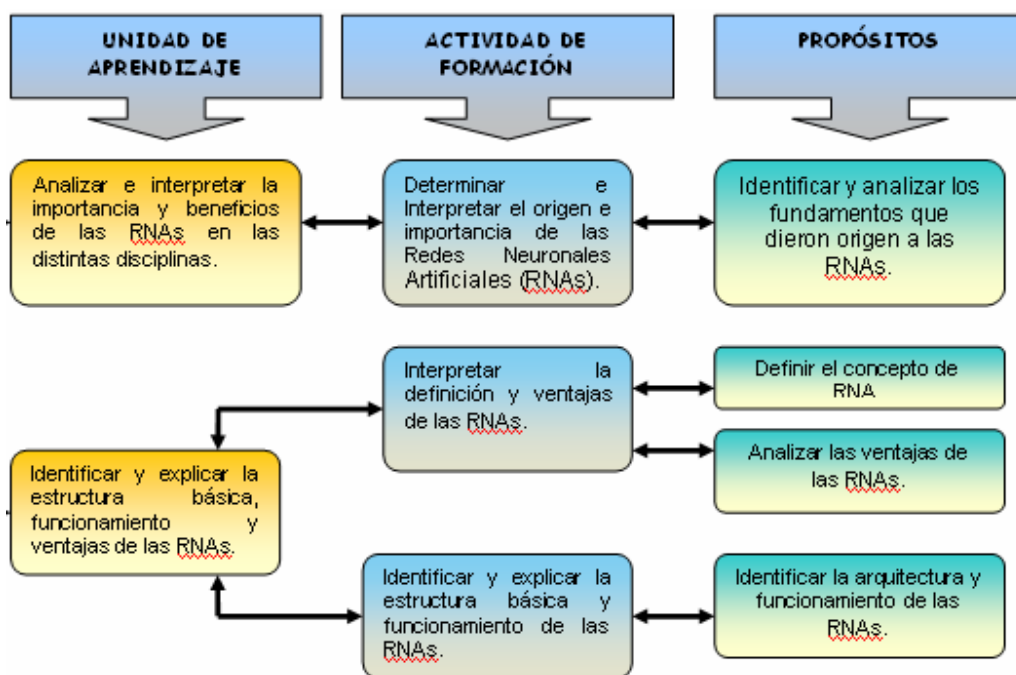 UNIDAD DE
APRENDIZAJE
ACTIVIDAD DE
FORMACIÓN
PROPÓSITOS
Analizar e interpretar la
importancia y beneficios
de las RNAs en las
distintas disciplinas.
Determinar e
Interpretar el origen e
importancia de las
Redes Neuronales
Artificiales (RNAs).
Identificar y analizar los
fundamentos que
dieron origen a las
RNAs.
Identificar y explicar la
estructura básica,
funcionamiento y
ventajas de las RNAs.
Interpretar la
definición y ventajas
de las RNAs.
Definir el concepto de
RNA
Analizar las ventajas de
las RNAs.
Identificar y explicar la
estructura básica y
funcionamiento de las
RNAs.
Identificar la arquitectura y
funcionamiento de las
RNAs.